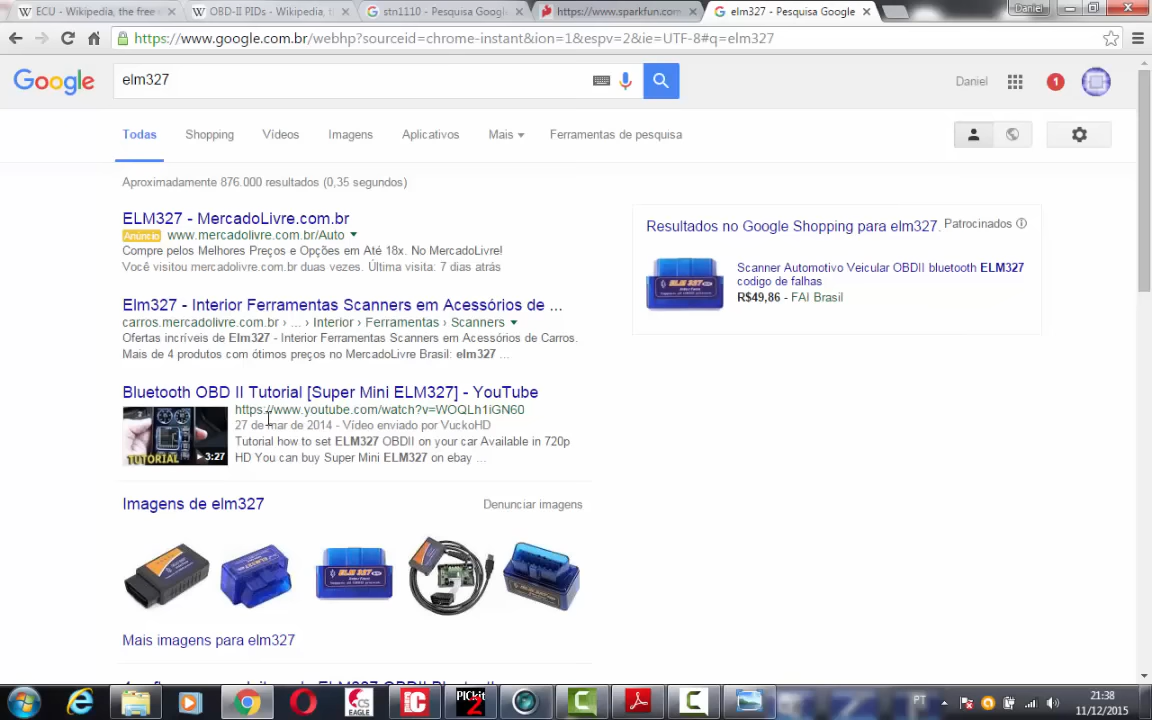 ECU - Wikipedia, the free
OBD-II PIDs - Wikipedia, t
stn1110 - Pesquisa Googl
https://www.sparkfun.com
elm327 - Pesquisa Google
Daniel
https://www.google.com.br/webhp?sourceid=chrome-instant&ion=1&espv=2&ie=UTF-8#q=elm327
Google
elm327
Daniel
1
Todas
Shopping
Vídeos
Imagens
Aplicativos
Mais
Ferramentas de pesquisa
Aproximadamente 876.000 resultados (0,35 segundos)
ELM327 - MercadoLivre.com.br
Anúncio www.mercadolivre.com.br/Auto
Compre pelos Melhores Preços e Opções em Até 18x. No MercadoLivre!
Você visitou mercadolivre.com.br duas vezes. Última visita: 7 dias atrás
Elm327 - Interior Ferramentas Scanners em Acessórios de ...
carros.mercadolivre.com.br › ... › Interior › Ferramentas › Scanners
Ofertas incríveis de Elm327 - Interior Ferramentas Scanners em Acessórios de Carros.
Mais de 4 produtos com ótimos preços no MercadoLivre Brasil: elm327 ...
Bluetooth OBD II Tutorial [Super Mini ELM327] - YouTube
https://www.youtube.com/watch?v=WOQLh1iGN60
27 de mar de 2014 - Vídeo enviado por VuckoHD
Tutorial how to set ELM327 OBDII on your car Available in 720p
HD You can buy Super Mini ELM327 on ebay ...
TUTORIAL
3:27
Imagens de elm327
Denunciar imagens
ELM 327
Mais imagens para elm327
Resultados no Google Shopping para elm327.
Patrocinados
Scanner Automotivo Veicular OBDII bluetooth ELM327
codigo de falhas
R$49,86 - FAI Brasil
CS
EAGLE
PICkit
2
PT
21:38
11/12/2015